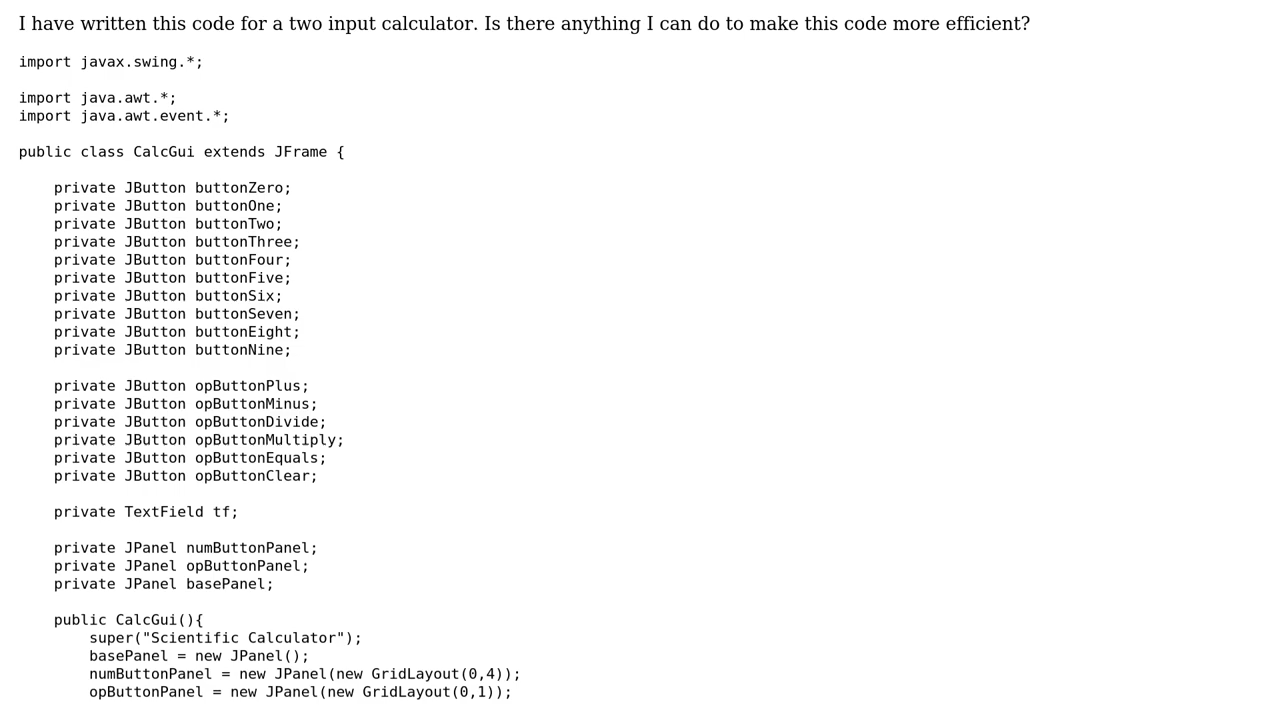 I have written this code for a two input calculator. Is there anything I can do to make this code more efficient?
import javax.swing.*;
import java.awt.*;
import java.awt.event.*;
public class CalcGui extends JFrame {
    private JButton buttonZero;
    private JButton buttonOne;
    private JButton buttonTwo;
    private JButton buttonThree;
    private JButton buttonFour;
    private JButton buttonFive;
    private JButton buttonSix;
    private JButton buttonSeven;
    private JButton buttonEight;
    private JButton buttonNine;
    private JButton opButtonPlus;
    private JButton opButtonMinus;
    private JButton opButtonDivide;
    private JButton opButtonMultiply;
    private JButton opButtonEquals;
    private JButton opButtonClear;
    private TextField tf;
    private JPanel numButtonPanel;
    private JPanel opButtonPanel;
    private JPanel basePanel;
    public CalcGui(){
        super("Scientific Calculator");
        basePanel = new JPanel();
        numButtonPanel = new JPanel(new GridLayout(0,4));
        opButtonPanel = new JPanel(new GridLayout(0,1));